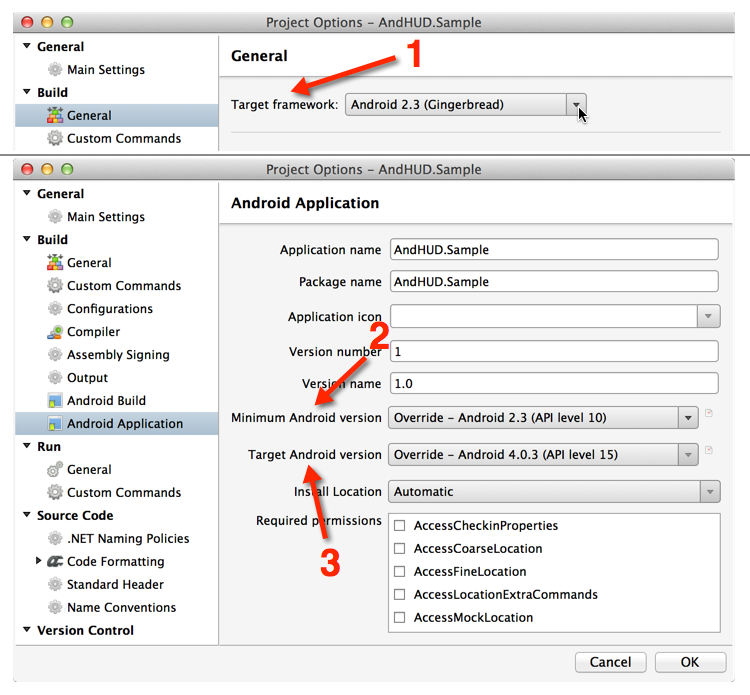 Project Options – AndHUD.Sample
General
Main Settings
Build
General
Custom Commands
General
1
Target framework: Android 2.3 (Gingerbread)
Project Options – AndHUD.Sample
General
Main Settings
Build
General
Custom Commands
Configurations
Compiler
Assembly Signing
Output
Android Build
Android Application
Run
General
Custom Commands
Source Code
.NET Naming Policies
Code Formatting
Standard Header
Name Conventions
Version Control
Android Application
Application name AndHUD.Sample
Package name AndHUD.Sample
Application icon
2
Version number 1
Version name 1.0
Minimum Android version Override – Android 2.3 (API level 10)
Target Android version Override – Android 4.0.3 (API level 15)
Install Location Automatic
Required permissions AccessCheckinProperties
AccessCoarseLocation
3
AccessFineLocation
AccessLocationExtraCommands
AccessMockLocation
Cancel OK